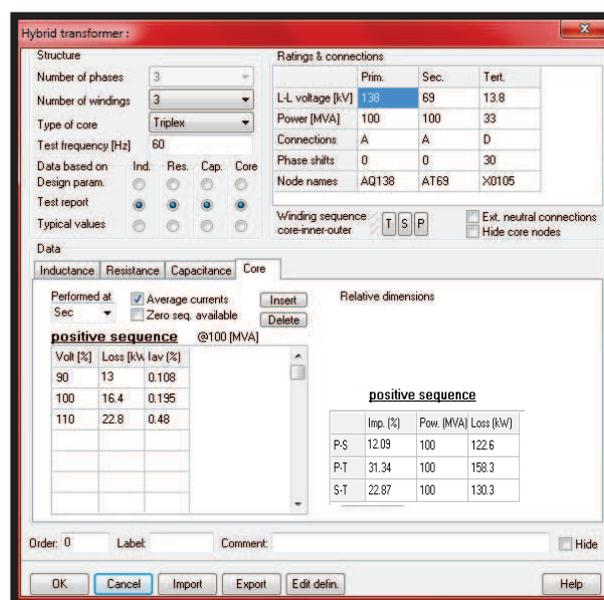 Hybrid transformer :
Structure
Number of phases 3
Number of windings 3
Type of core Triplex
Test frequency [Hz] 60
Data based on Ind. Res. Cap. Core
Design param.
Test report
Typical values
Ratings & connections
Prim. Sec. Tert.
L-L voltage [kV] 138 69 13.8
Power [MVA] 100 100 33
Connections A A D
Phase shifts 0 0 30
Node names AQ138 AT69 X0105
Winding sequence
core-inner-outer
T S P
Ext. neutral connections
Hide core nodes
Data
Inductance Resistance Capacitance Core
Performed at
Sec
Average currents
Zero seq. available
Insert
Delete
Relative dimensions
positive sequence @100 [MVA]
Volt [%] Loss [kW Iav (%)
90 13 0.108
100 16.4 0.195
110 22.8 0.48
positive sequence
Imp. (%) Pow. (MVA) Loss (kW)
P-S 12.09 100 122.6
P-T 31.34 100 158.3
S-T 22.87 100 130.3
Order: 0 Label: Comment: Hide
OK Cancel Import Export Edit defin. Help